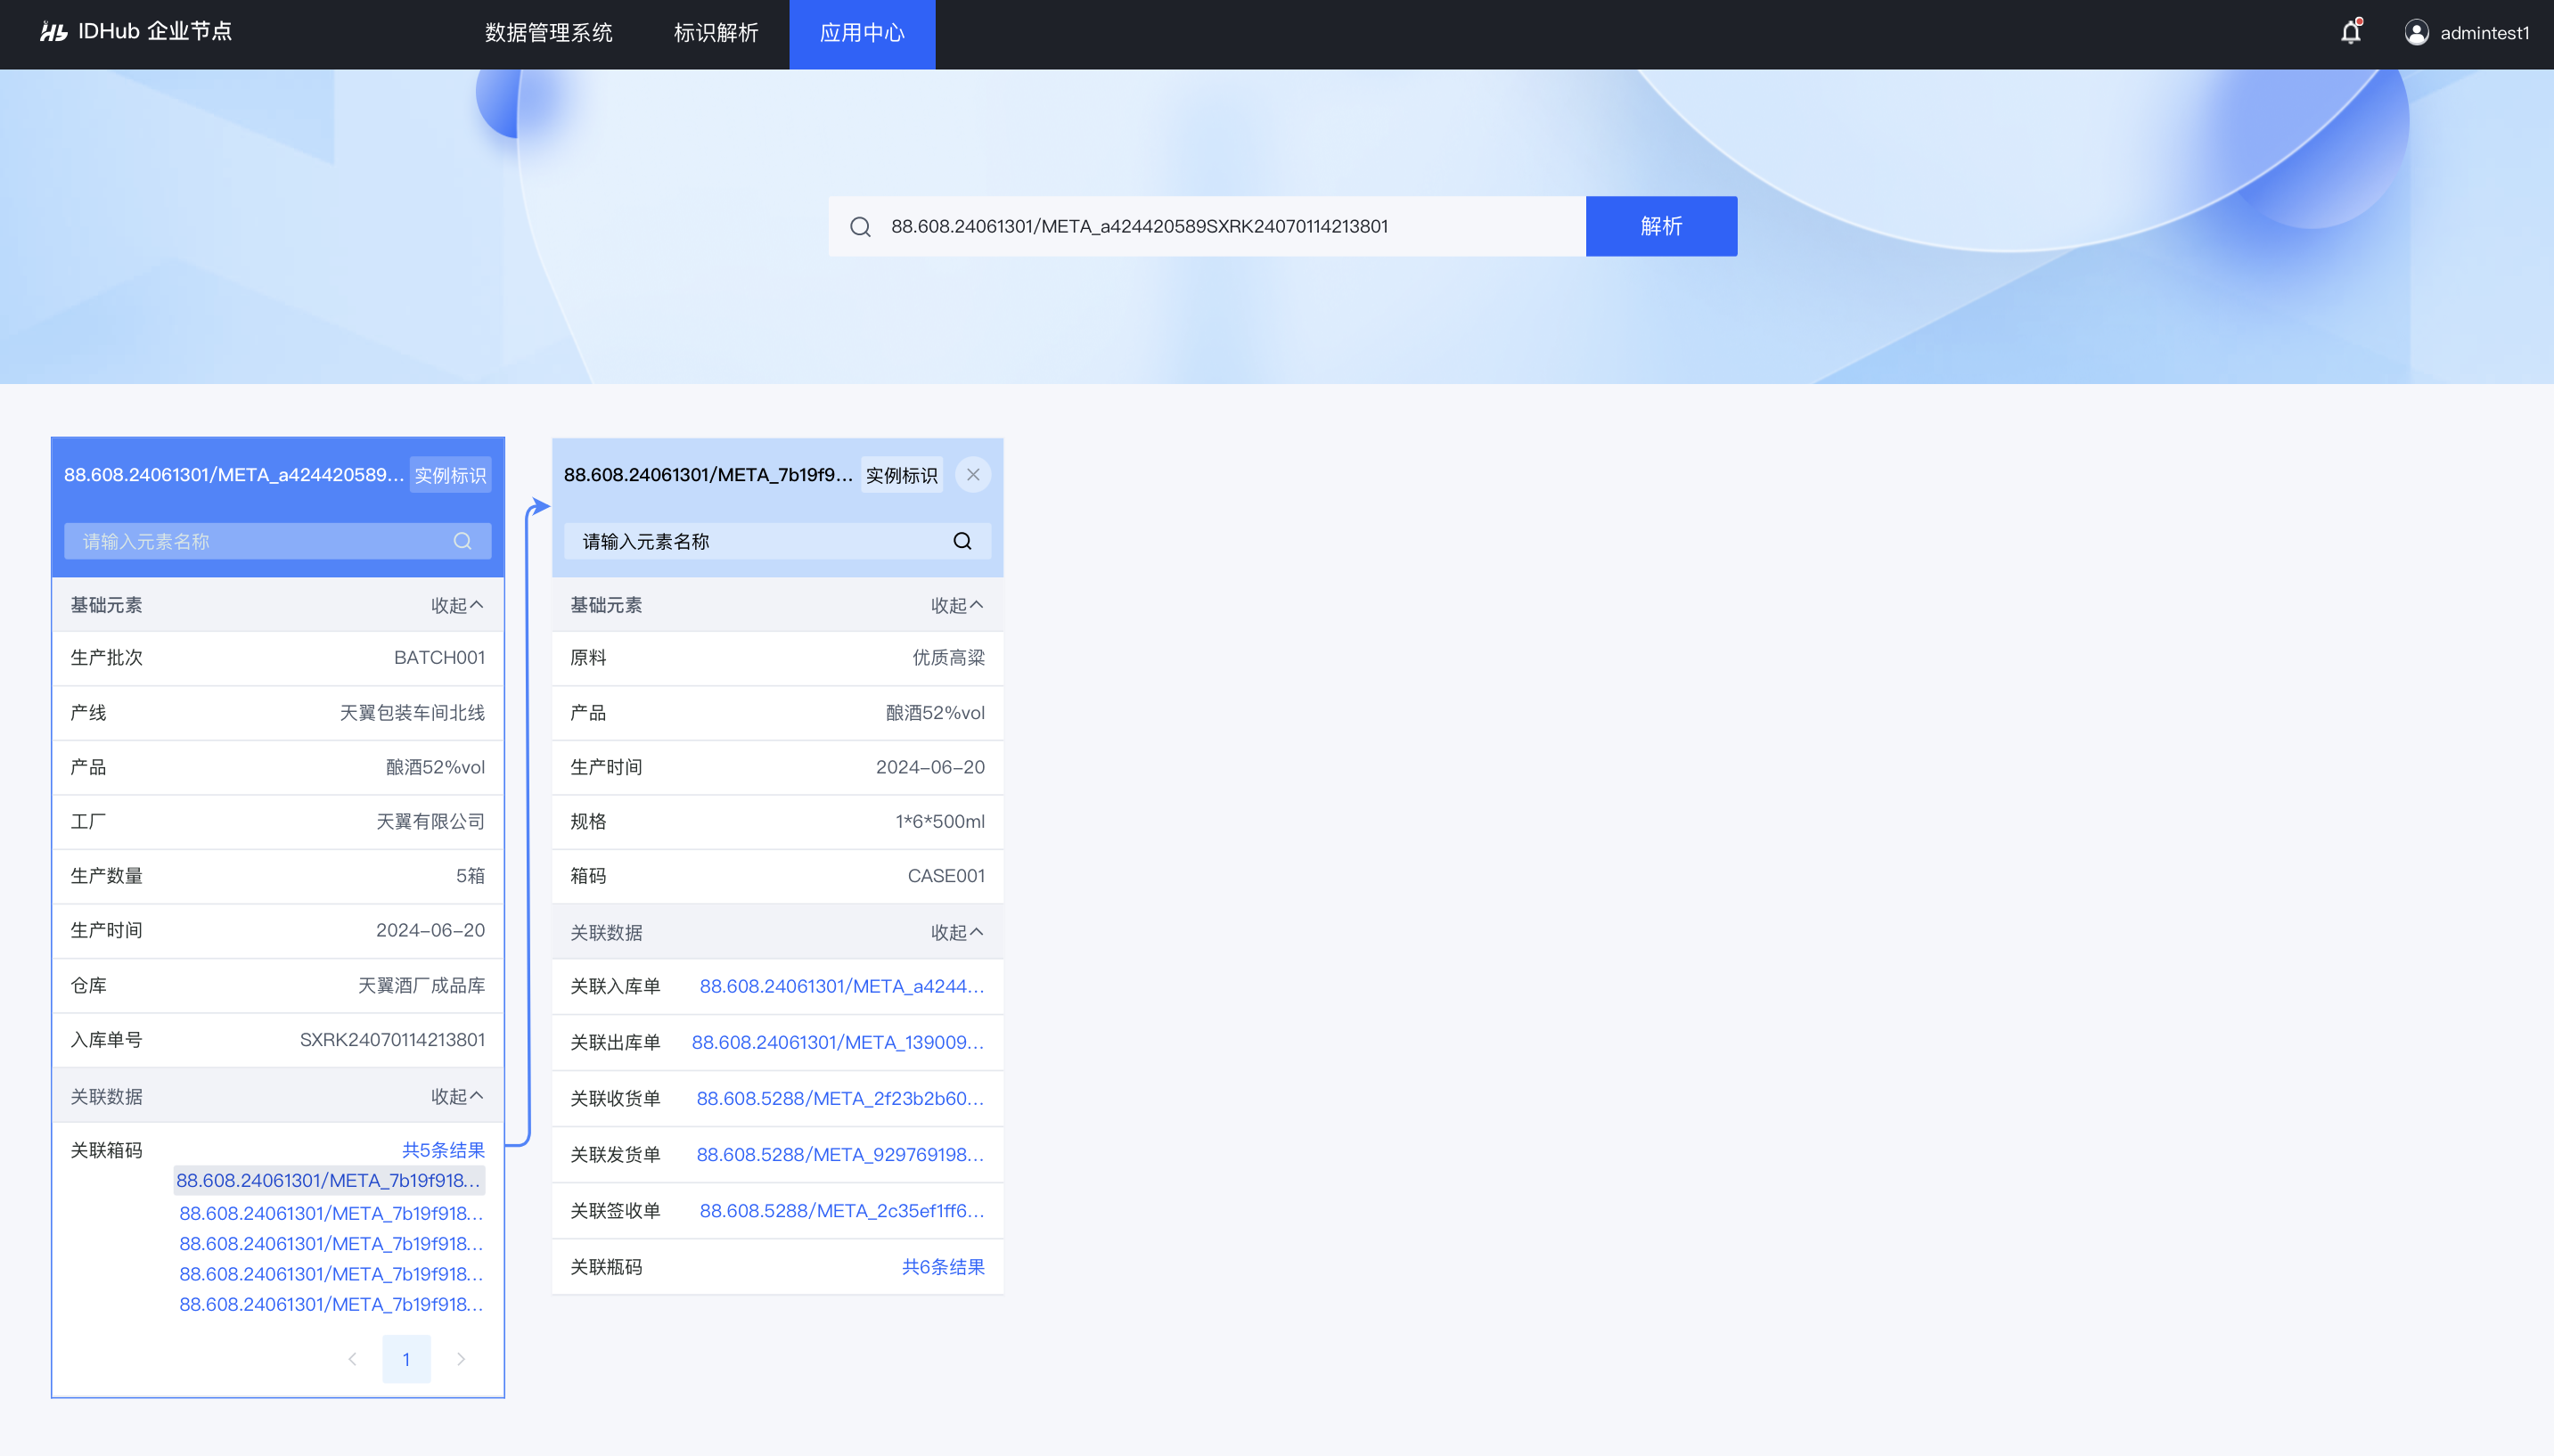 IDHub 企业节点
数据管理系统
标识解析
应用中心
admintest1
88.608.24061301/META_a424420589SXRK24070114213801
解析
88.608.24061301/META_a424420589...
实例标识
请输入元素名称
基础元素
收起
生产批次
BATCH001
产线
天翼包装车间北线
产品
酿酒52%vol
工厂
天翼有限公司
生产数量
5箱
生产时间
2024-06-20
仓库
天翼酒厂成品库
入库单号
SXRK24070114213801
关联数据
收起
关联箱码
共5条结果
88.608.24061301/META_7b19f918...
88.608.24061301/META_7b19f918...
88.608.24061301/META_7b19f918...
88.608.24061301/META_7b19f918...
88.608.24061301/META_7b19f918...
1
88.608.24061301/META_7b19f9...
实例标识
请输入元素名称
基础元素
收起
原料
优质高粱
产品
酿酒52%vol
生产时间
2024-06-20
规格
1*6*500ml
箱码
CASE001
关联数据
收起
关联入库单
88.608.24061301/META_a4244...
关联出库单
88.608.24061301/META_139009...
关联收货单
88.608.5288/META_2f23b2b60...
关联发货单
88.608.5288/META_929769198...
关联签收单
88.608.5288/META_2c35ef1ff6...
关联瓶码
共6条结果